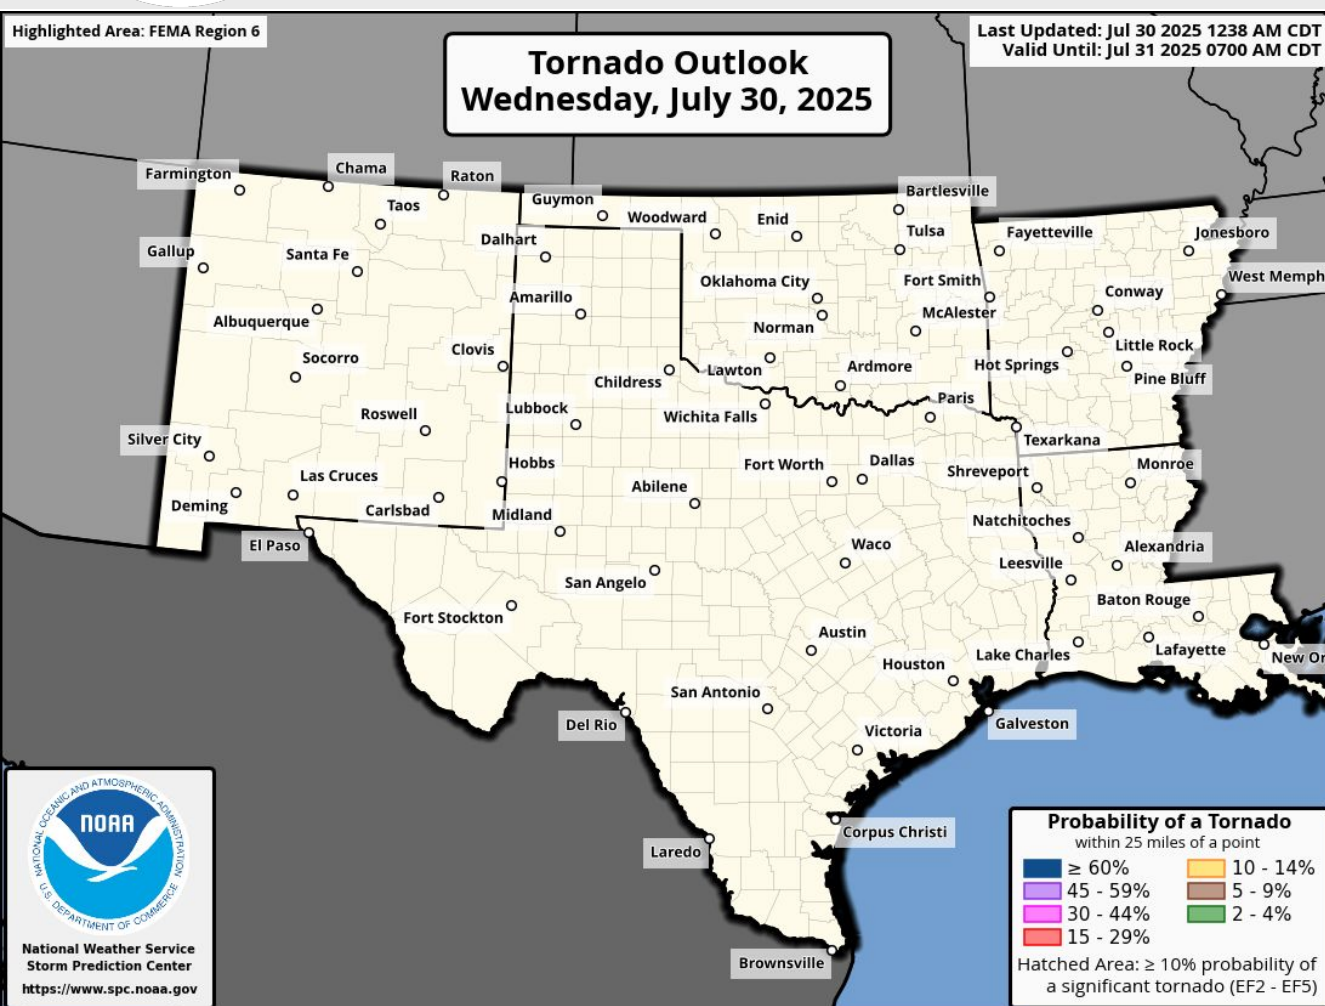 Highlighted Area: FEMA Region 6
Last Updated: Jul 30 2025 1238 AM CDT
Valid Until: Jul 31 2025 0700 AM CDT
Tornado Outlook
Wednesday, July 30, 2025
Farmington
Chama
Raton
Taos
Guymon
Woodward
Enid
Bartlesville
Tulsa
Fayetteville
Jonesboro
Gallup
Santa Fe
Dalhart
West Memph
Oklahoma City
Fort Smith
Conway
Amarillo
Albuquerque
Norman
McAlester
Little Rock
Socorro
Clovis
Childress
Lawton
Ardmore
Hot Springs
Pine Bluff
Roswell
Lubbock
Wichita Falls
Paris
Silver City
Texarkana
Las Cruces
Hobbs
Abilene
Fort Worth
Dallas
Shreveport
Monroe
Deming
Carlsbad
Midland
Natchitoches
El Paso
Waco
Alexandria
San Angelo
Leesville
Baton Rouge
Fort Stockton
Austin
Houston
Lake Charles
Lafayette
New Or
San Antonio
Del Rio
Victoria
Galveston
Corpus Christi
Laredo
Brownsville
NATIONAL OCEANIC AND ATMOSPHERIC ADMINISTRATION
NOAA
U.S. DEPARTMENT OF COMMERCE
National Weather Service
Storm Prediction Center
https://www.spc.noaa.gov
Probability of a Tornado
within 25 miles of a point
≥ 60%
45 - 59%
30 - 44%
15 - 29%
10 - 14%
5 - 9%
2 - 4%
Hatched Area: ≥ 10% probability of
a significant tornado (EF2 - EF5)